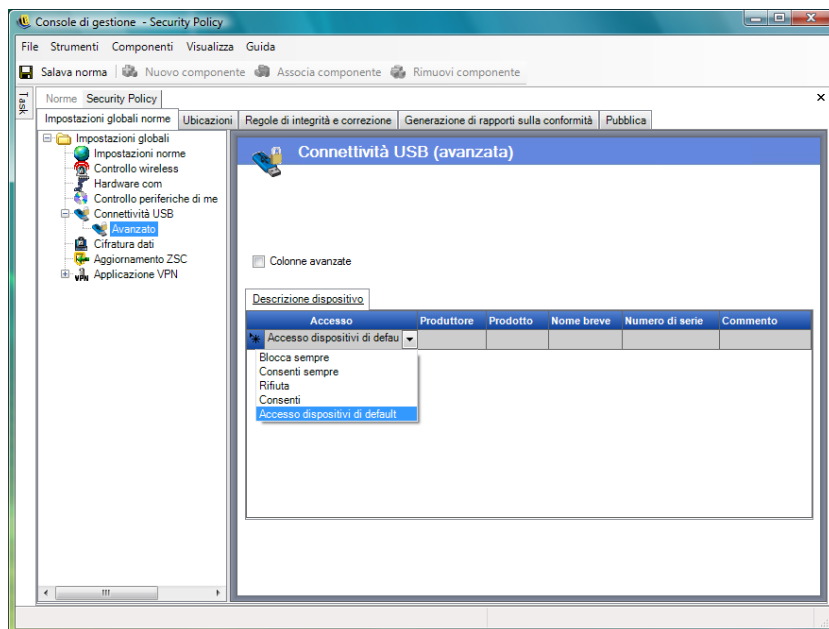 Console di gestione - Security Policy
File Strumenti Componenti Visualizza Guida
Salava norma Nuovo componente Associa componente Rimuovi componente
Task
Norme Security Policy
Impostazioni globali norme Ubicazioni Regole di integrità e correzione Generazione di rapporti sulla conformità Pubblica
Impostazioni globali
Impostazioni norme
Controllo wireless
Hardware com
Controllo periferiche di me
Connettività USB
Avanzato
Cifratura dati
Aggiornamento ZSC
Applicazione VPN
Connettività USB (avanzata)
Colonne avanzate
Descrizione dispositivo
Accesso Produttore Prodotto Nome breve Numero di serie Commento
Accesso dispositivi di defau
Blocca sempre
Consenti sempre
Rifiuta
Consenti
Accesso dispositivi di default